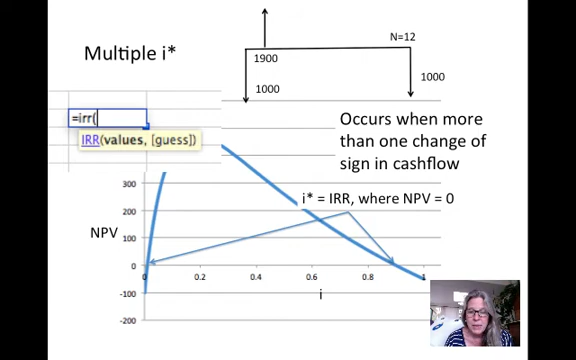 Multiple i*
N=12
1900
1000
1000
=irr(
IRR(values, [guess])
Occurs when more
than one change of
sign in cashflow
i* = IRR, where NPV = 0
NPV
300
200
100
0
-100
-200
0
0.2
0.4
0.6
0.8
1
i